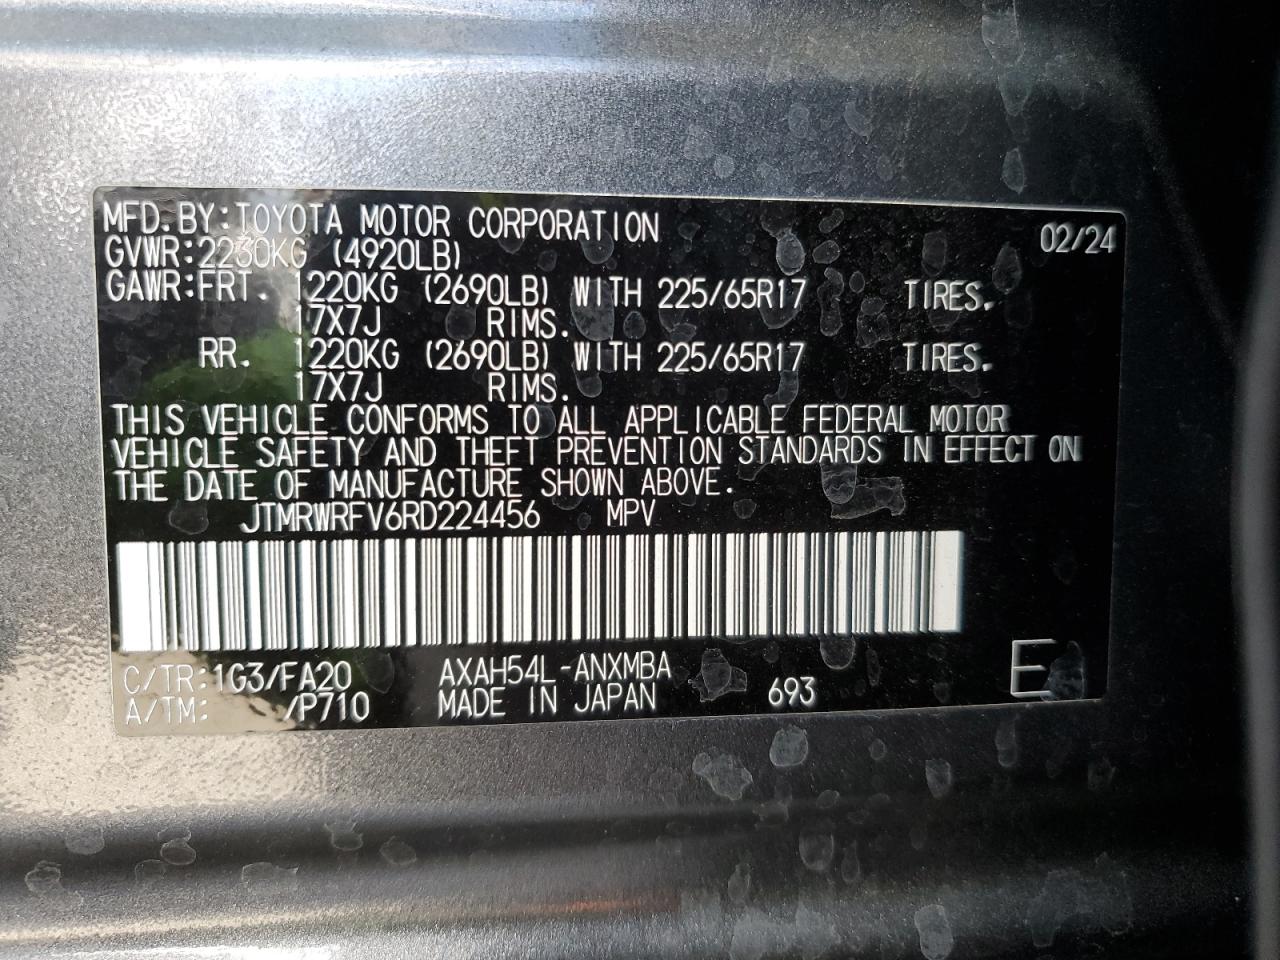 MFD.BY:TOYOTA MOTOR CORPORATION 02/24
GVWR:2230KG (4920LB)
GAWR:FRT. 1220KG (2690LB) WITH 225/65R17 TIRES.
17X7J RIMS.
RR. 1220KG (2690LB) WITH 225/65R17 TIRES.
17X7J RIMS.
THIS VEHICLE CONFORMS TO ALL APPLICABLE FEDERAL MOTOR
VEHICLE SAFETY AND THEFT PREVENTION STANDARDS IN EFFECT ON
THE DATE OF MANUFACTURE SHOWN ABOVE.
JTMRWRFV6RD224456 MPV
C/TR:1G3/FA20 AXAH54L-ANXMBA E
A/TM: /P710 MADE IN JAPAN 693